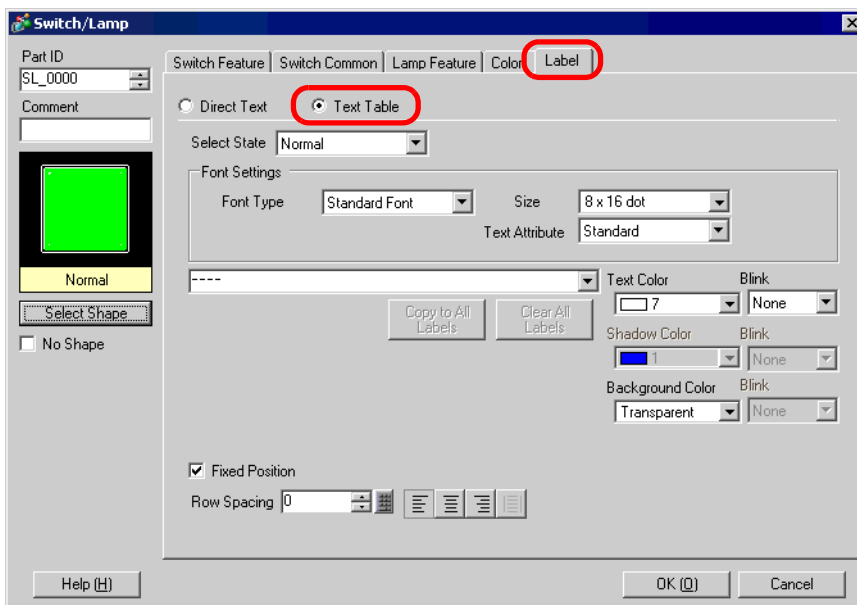 Switch/Lamp
Part ID
SL_0000
Comment
Normal
Select Shape
No Shape
Switch Feature Switch Common Lamp Feature Color Label
Direct Text Text Table
Select State Normal
Font Settings
Font Type Standard Font Size 8 x 16 dot
Text Attribute Standard
----
Copy to All Labels
Clear All Labels
Text Color Blink
7 None
Shadow Color Blink
1 None
Background Color Blink
Transparent None
Fixed Position
Row Spacing 0
Help (H) OK (O) Cancel